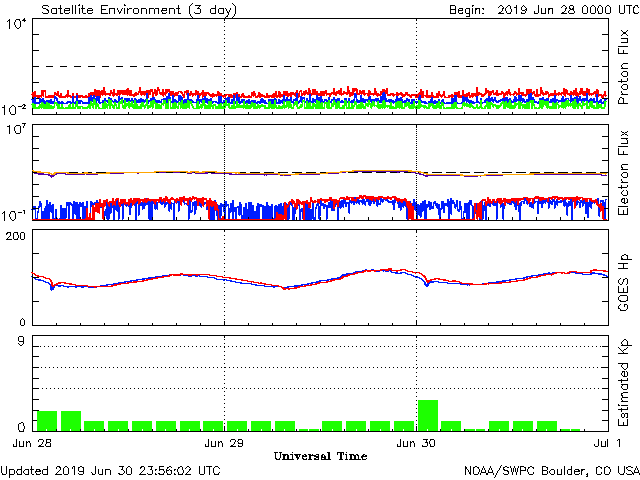 Satellite Environment (3 day)
Begin: 2019 Jun 28 0000 UTC
10^4
10^-2
Proton Flux
10^7
10^-1
Electron Flux
200
0
GOES Hp
9
0
Estimated Kp
Jun 28
Jun 29
Jun 30
Jul 1
Universal Time
Updated 2019 Jun 30 23:56:02 UTC
NOAA/SWPC Boulder, CO USA